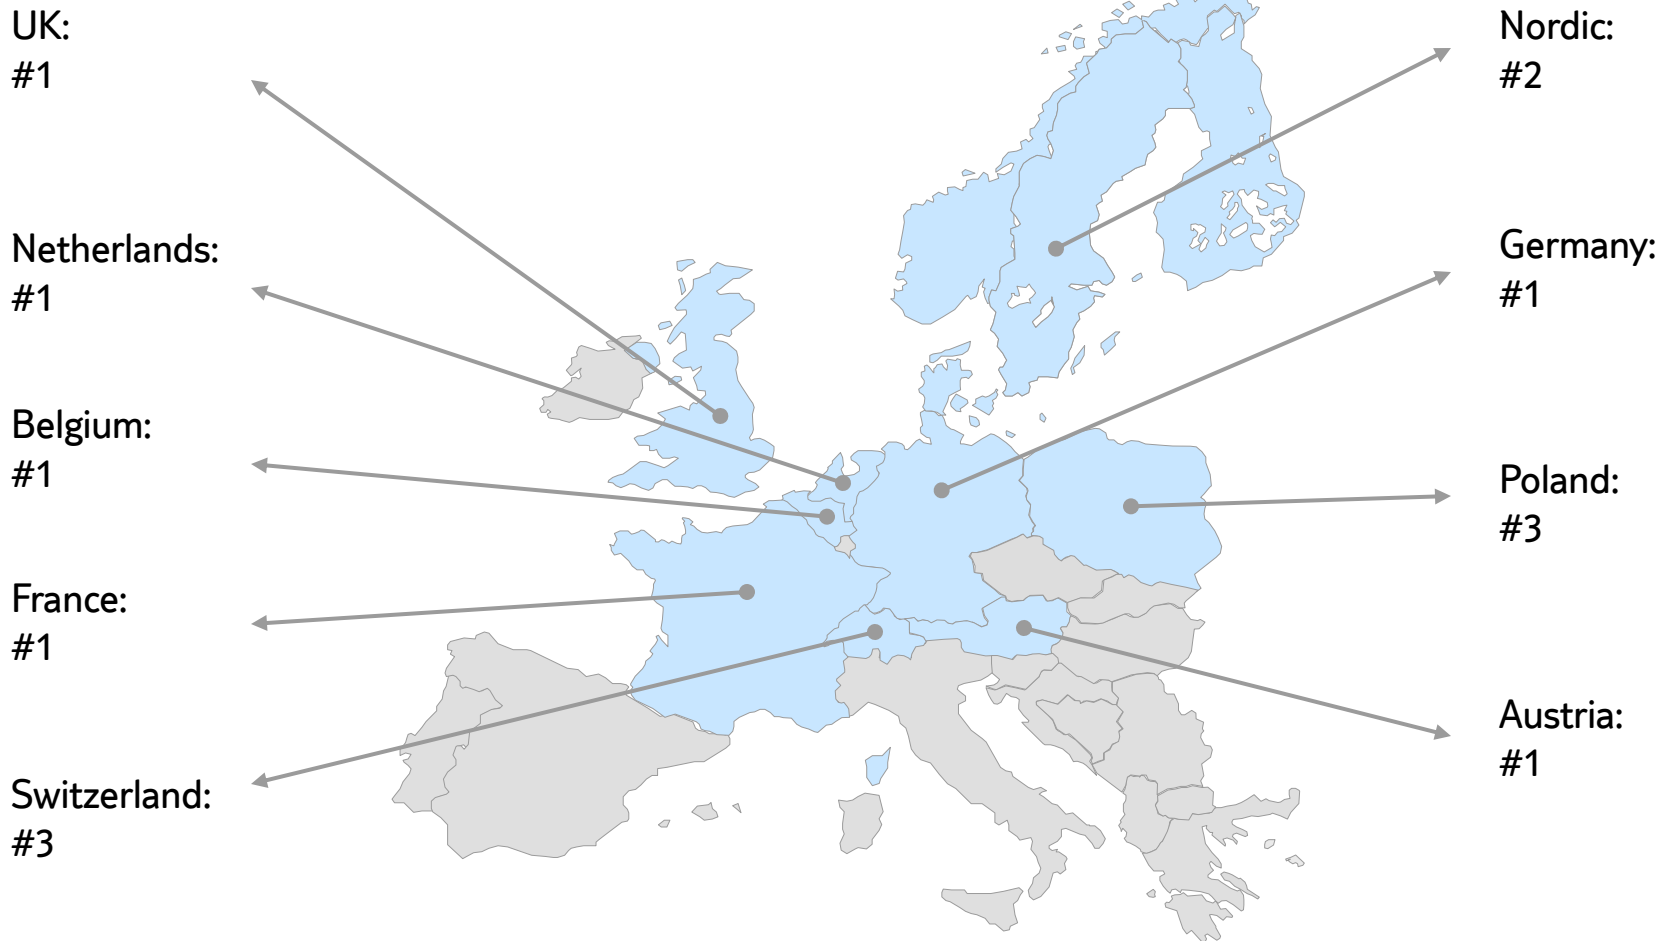 UK:
#1
Netherlands:
#1
Belgium:
#1
France:
#1
Switzerland:
#3
Nordic:
#2
Germany:
#1
Poland:
#3
Austria:
#1